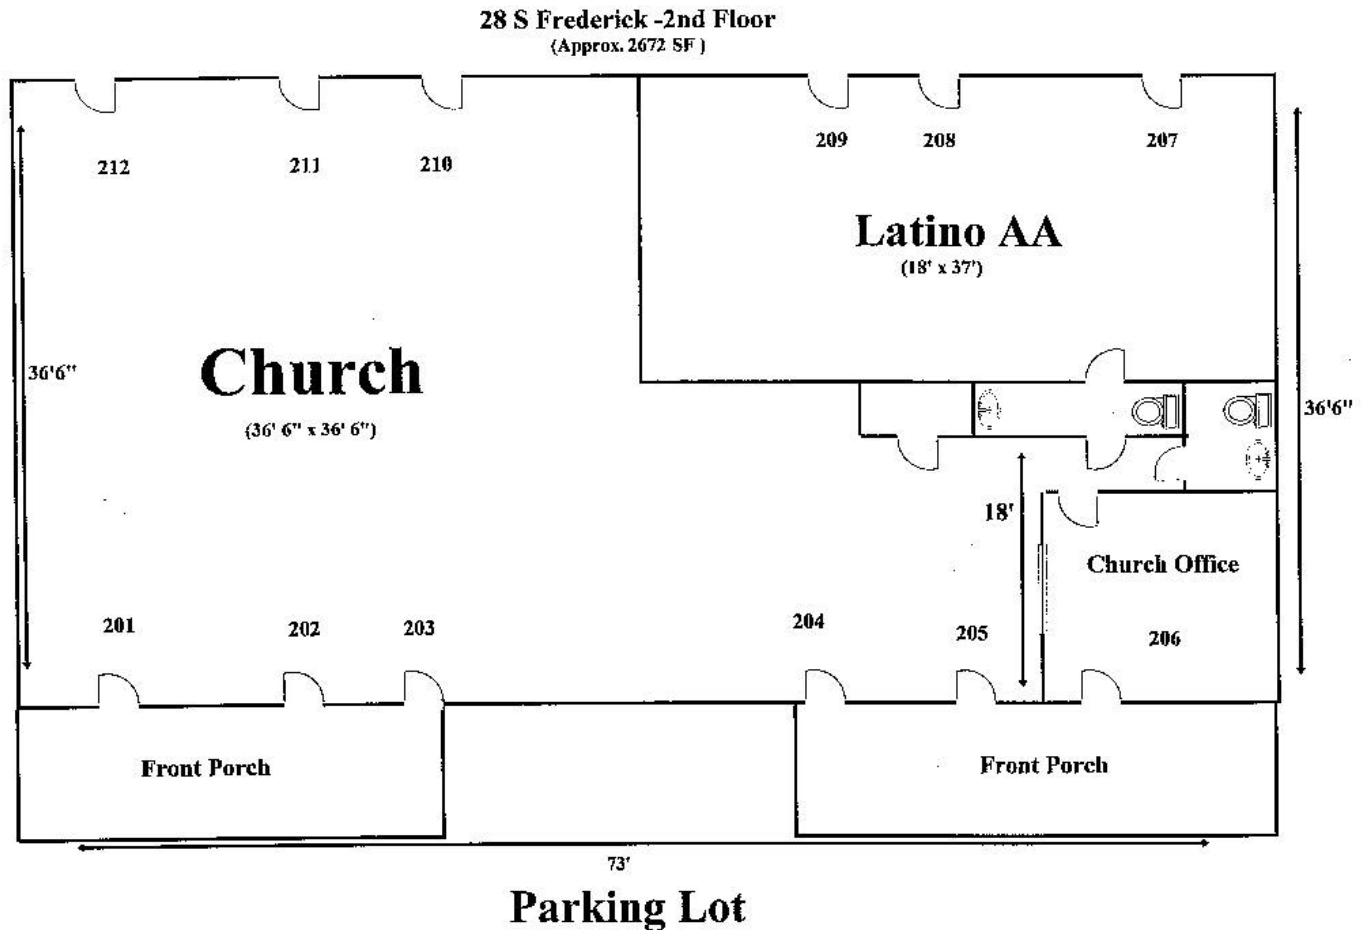 28 S Frederick -2nd Floor
(Approx. 2672 SF )
209 208 207
212 211 210
Latino AA
(18' x 37')
Church
(36' 6" x 36' 6")
36'6"
36'6"
18'
Church Office
201 202 203 204 205 206
Front Porch
Front Porch
73'
Parking Lot